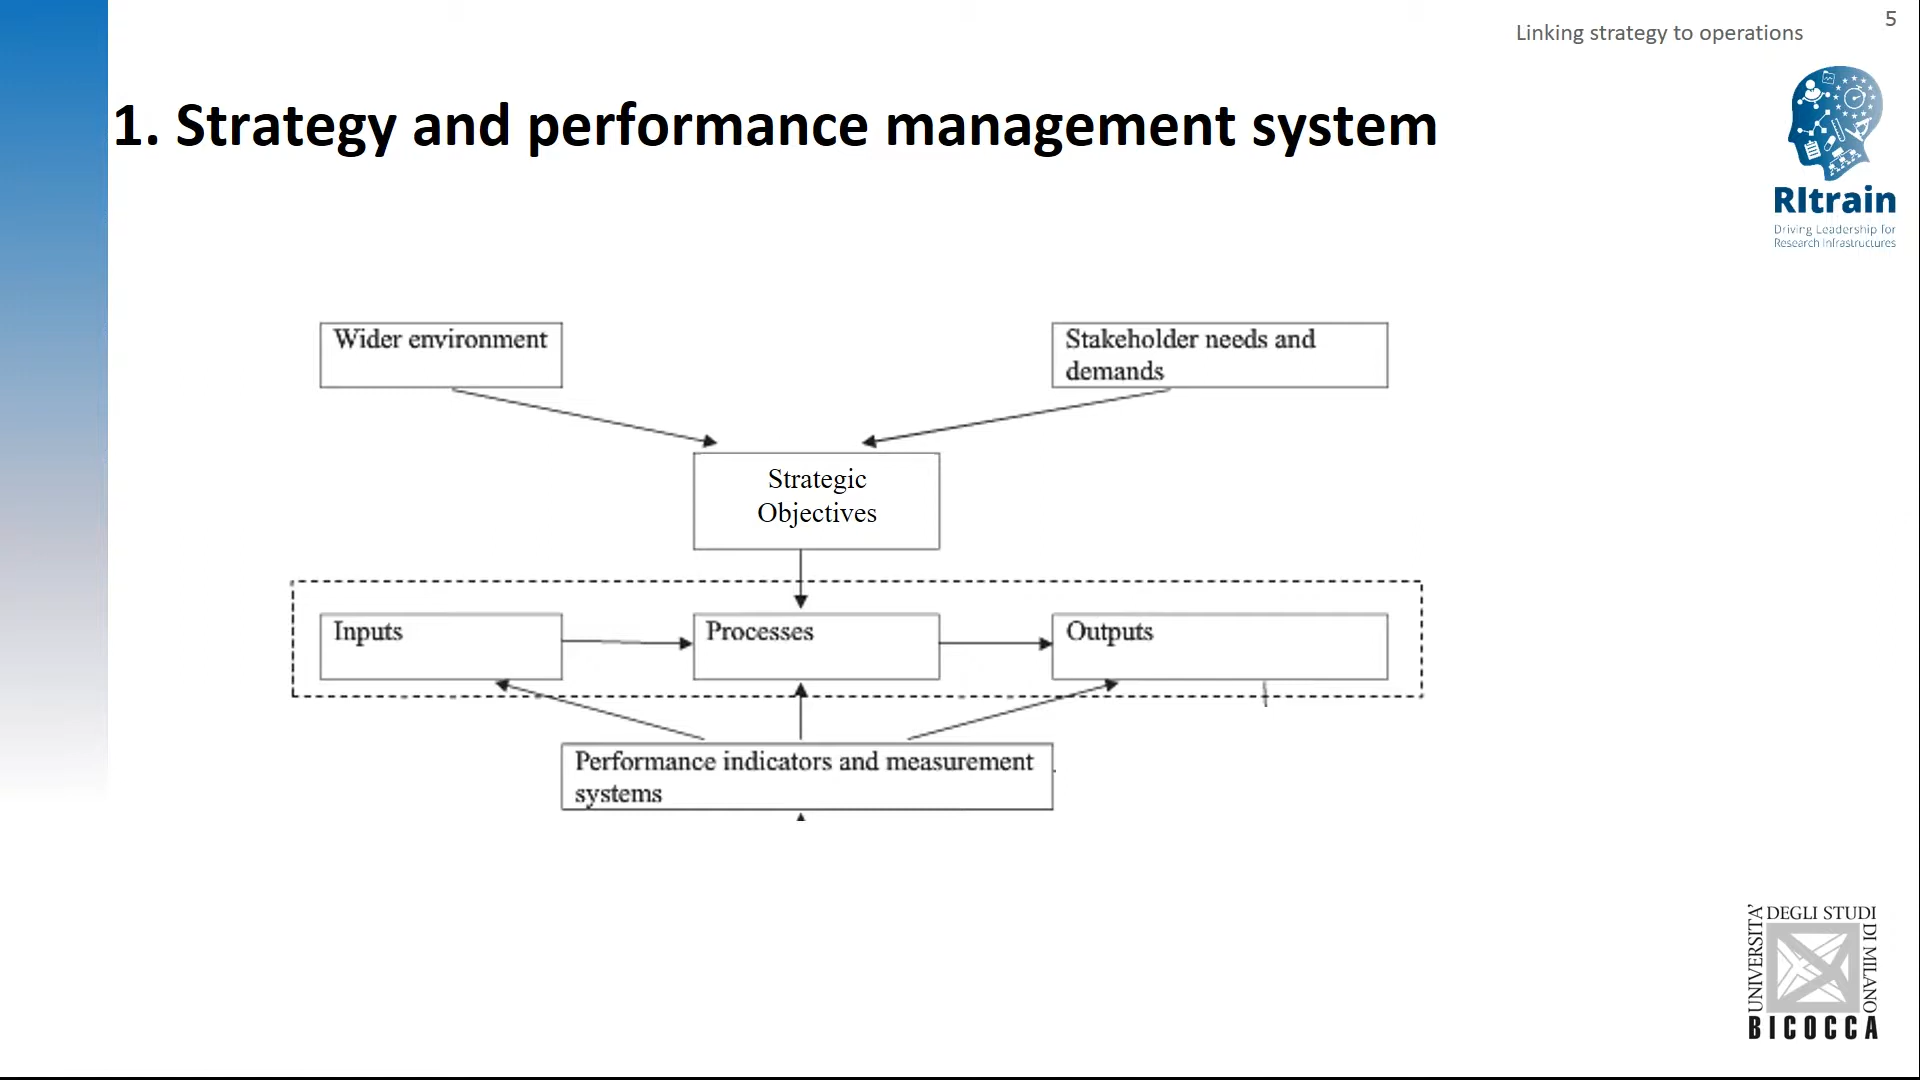 Linking strategy to operations
5
1. Strategy and performance management system
RItrain
Driving Leadership for
Research Infrastructures
Wider environment
Stakeholder needs and
demands
Strategic
Objectives
Inputs
Processes
Outputs
Performance indicators and measurement
systems
UNIVERSITA'
DEGLI STUDI
DI MILANO
BICOCCA